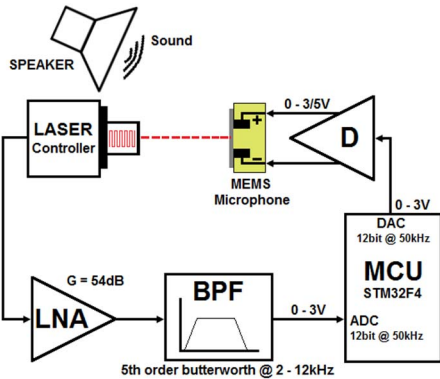 Sound
SPEAKER
LASER
Controller
0 - 3/5V
+
D
–
MEMS
Microphone
0 - 3V
DAC
12bit @ 50kHz
MCU
STM32F4
ADC
12bit @ 50kHz
G = 54dB
LNA
BPF
0 - 3V
5th order butterworth @ 2 - 12kHz